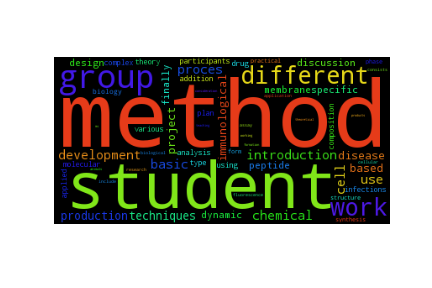 design complex theory participants drug practical discussion phase
group proces addition different consists
biology finally membranespecific
method
immunological
project
plan
various
composition
development analysis introduction disease
molecular basic type using peptide cell based
student
applied
form
use
infections
structure
research
work
production techniques dynamic chemical synthesis